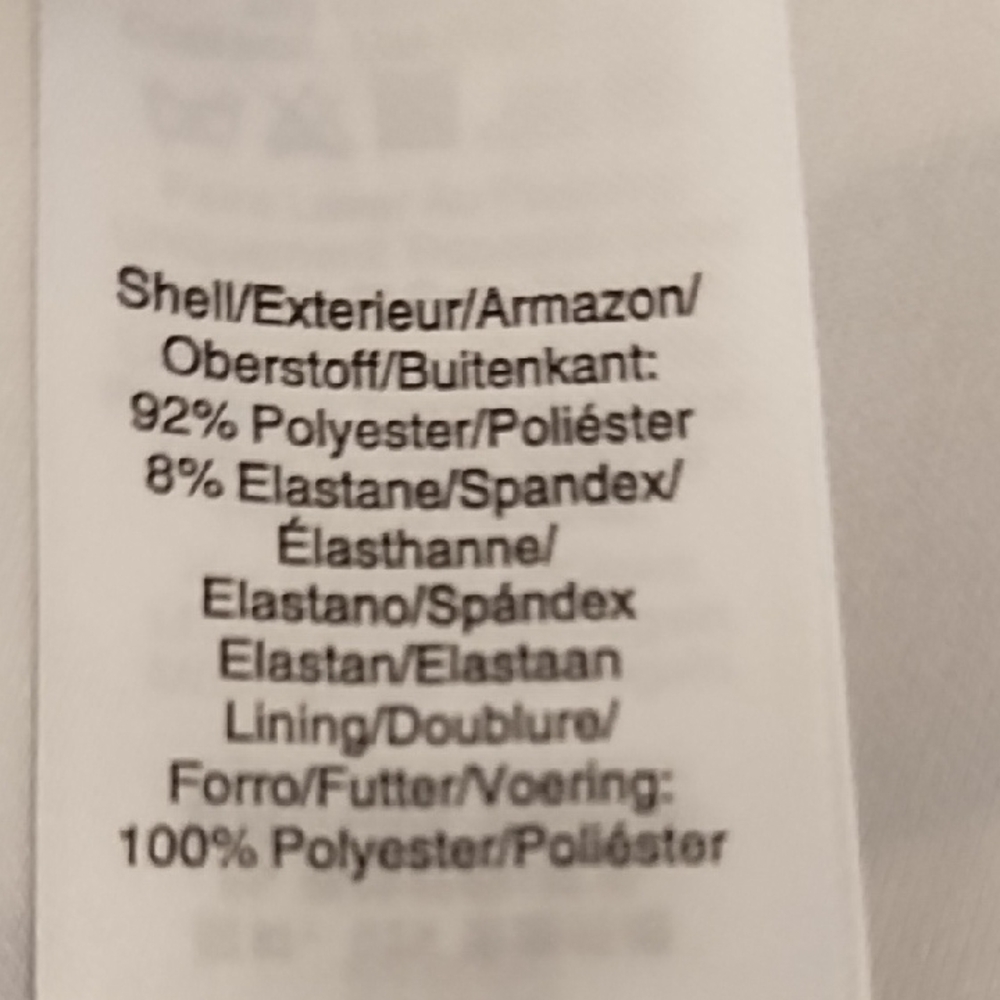 Shell/Exterieur/Armazon/
Oberstoff/Buitenkant:
92% Polyester/Poliéster
8% Elastane/Spandex/
Élasthanne/
Elastano/Spándex
Elastan/Elastaan
Lining/Doublure/
Forro/Futter/Voering:
100% Polyester/Poliéster